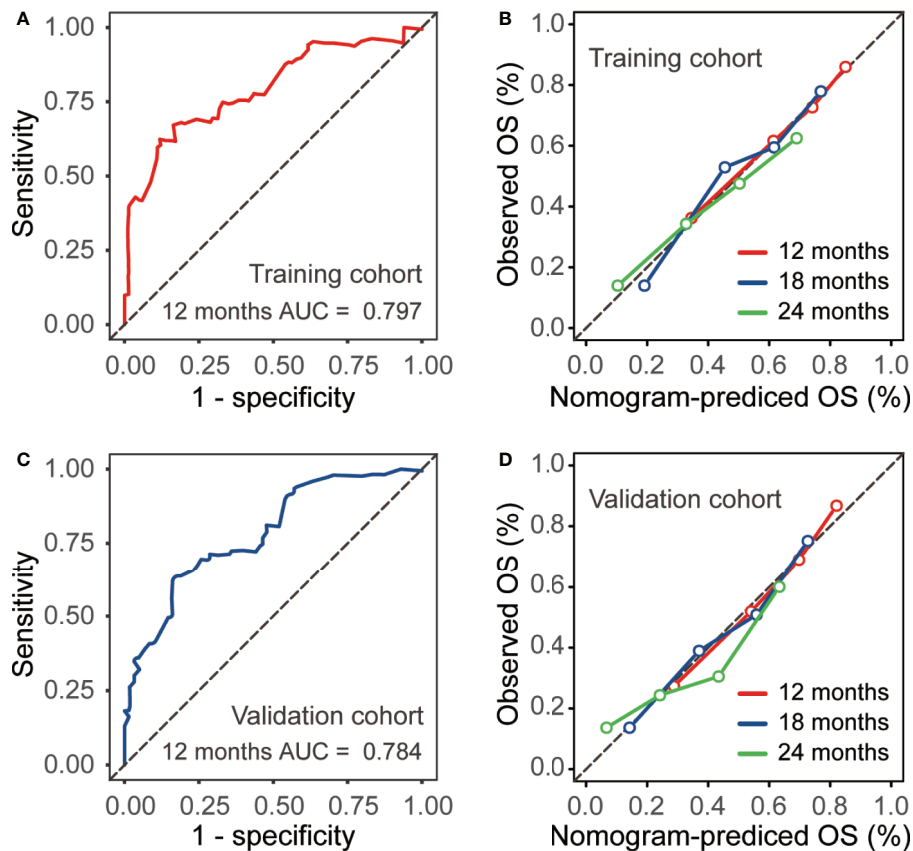 A
1.00
0.75
0.50
0.25
0.00
Sensitivity
Training cohort
12 months AUC = 0.797
0.00 0.25 0.50 0.75 1.00
1 - specificity
B
1.0
0.8
0.6
0.4
0.2
0.0
Observed OS (%)
Training cohort
12 months
18 months
24 months
0.0 0.2 0.4 0.6 0.8 1.0
Nomogram-prediced OS (%)
C
1.00
0.75
0.50
0.25
0.00
Sensitivity
Validation cohort
12 months AUC = 0.784
0.00 0.25 0.50 0.75 1.00
1 - specificity
D
1.0
0.8
0.6
0.4
0.2
0.0
Observed OS (%)
Validation cohort
12 months
18 months
24 months
0.0 0.2 0.4 0.6 0.8 1.0
Nomogram-prediced OS (%)